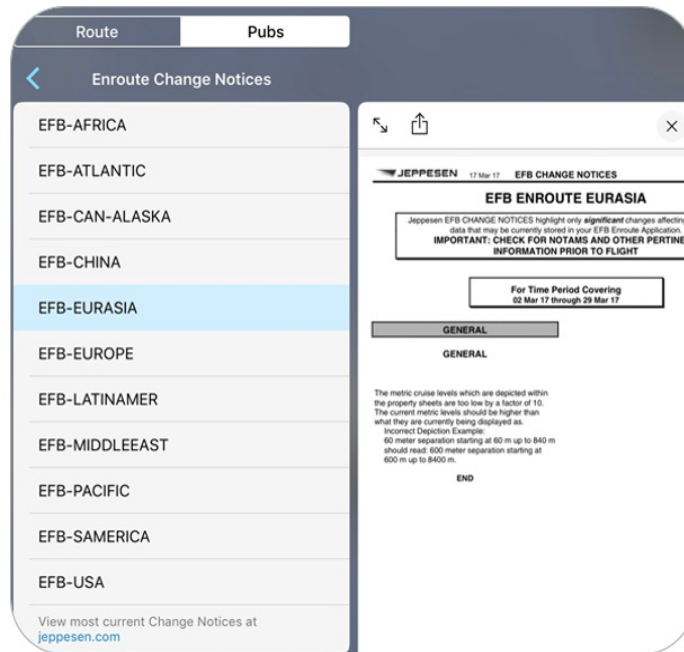 Route
Pubs
Enroute Change Notices
EFB-AFRICA
EFB-ATLANTIC
EFB-CAN-ALASKA
EFB-CHINA
EFB-EURASIA
EFB-EUROPE
EFB-LATINAMER
EFB-MIDDLEEAST
EFB-PACIFIC
EFB-SAMERICA
EFB-USA
View most current Change Notices at
jeppesen.com
JEPPESEN 17 Mar 17 EFB CHANGE NOTICES
EFB ENROUTE EURASIA
Jeppesen EFB CHANGE NOTICES highlight only significant changes affecting
data that may be currently stored in your EFB Enroute Application.
IMPORTANT: CHECK FOR NOTAMS AND OTHER PERTINE
INFORMATION PRIOR TO FLIGHT
For Time Period Covering
02 Mar 17 through 29 Mar 17
GENERAL
GENERAL
The metric cruise levels which are depicted within
the property sheets are too low by a factor of 10.
The current metric levels should be higher than
what they are currently being displayed as.
Incorrect Depiction Example:
60 meter separation starting at 60 m up to 840 m
should read: 600 meter separation starting at
600 m up to 8400 m.
END